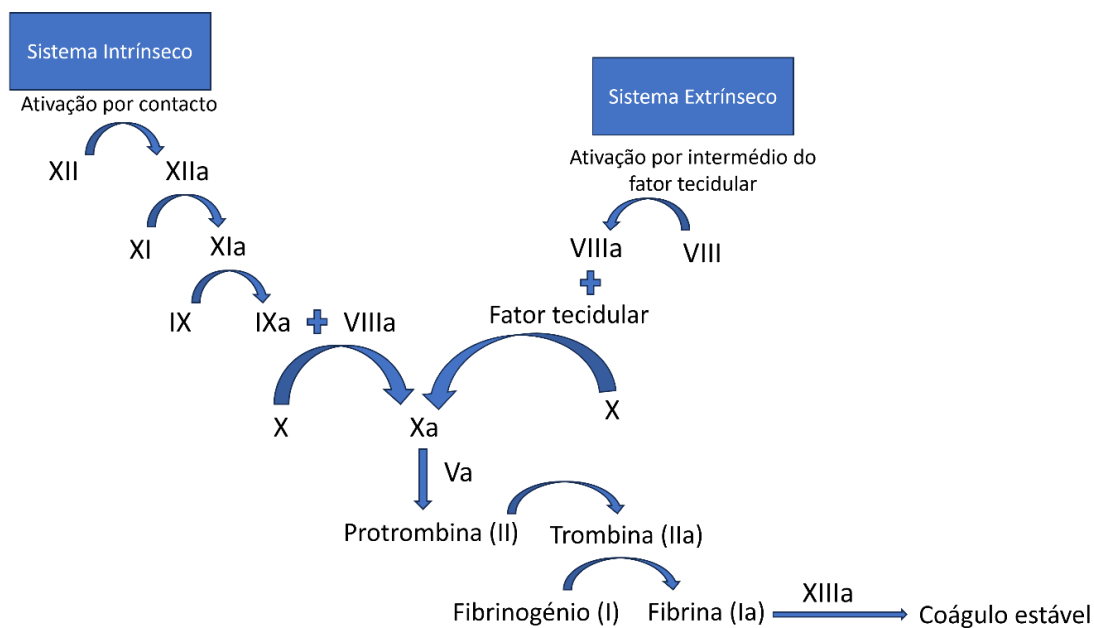 Sistema Intrínseco
Ativação por contacto
Sistema Extrínseco
Ativação por intermédio do
fator tecidular
XII
XIIa
XI
XIa
VIIIa
VIII
IX
IXa + VIIIa
+
Fator tecidular
X
Xa
X
Va
Protrombina (II)
Trombina (IIa)
Fibrinogénio (I)
Fibrina (Ia)
XIIIa
Coágulo estável